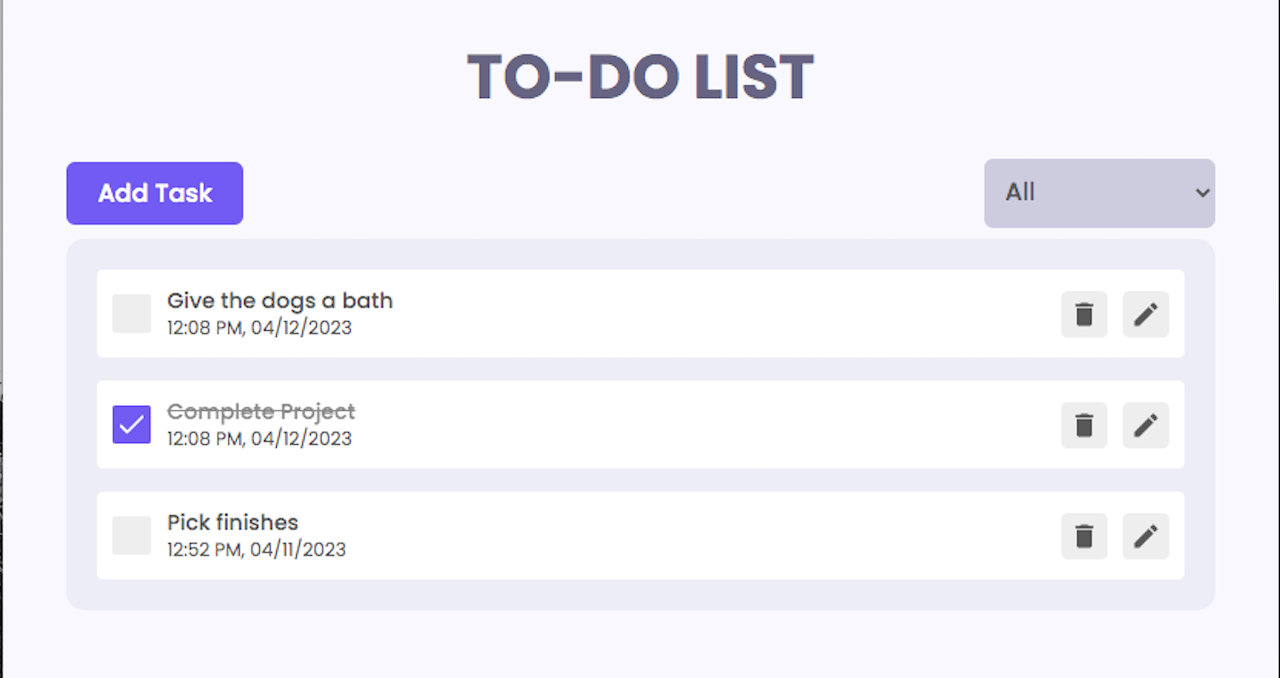 TO-DO LIST
Add Task
All
Give the dogs a bath
12:08 PM, 04/12/2023
Complete Project
12:08 PM, 04/12/2023
Pick finishes
12:52 PM, 04/11/2023